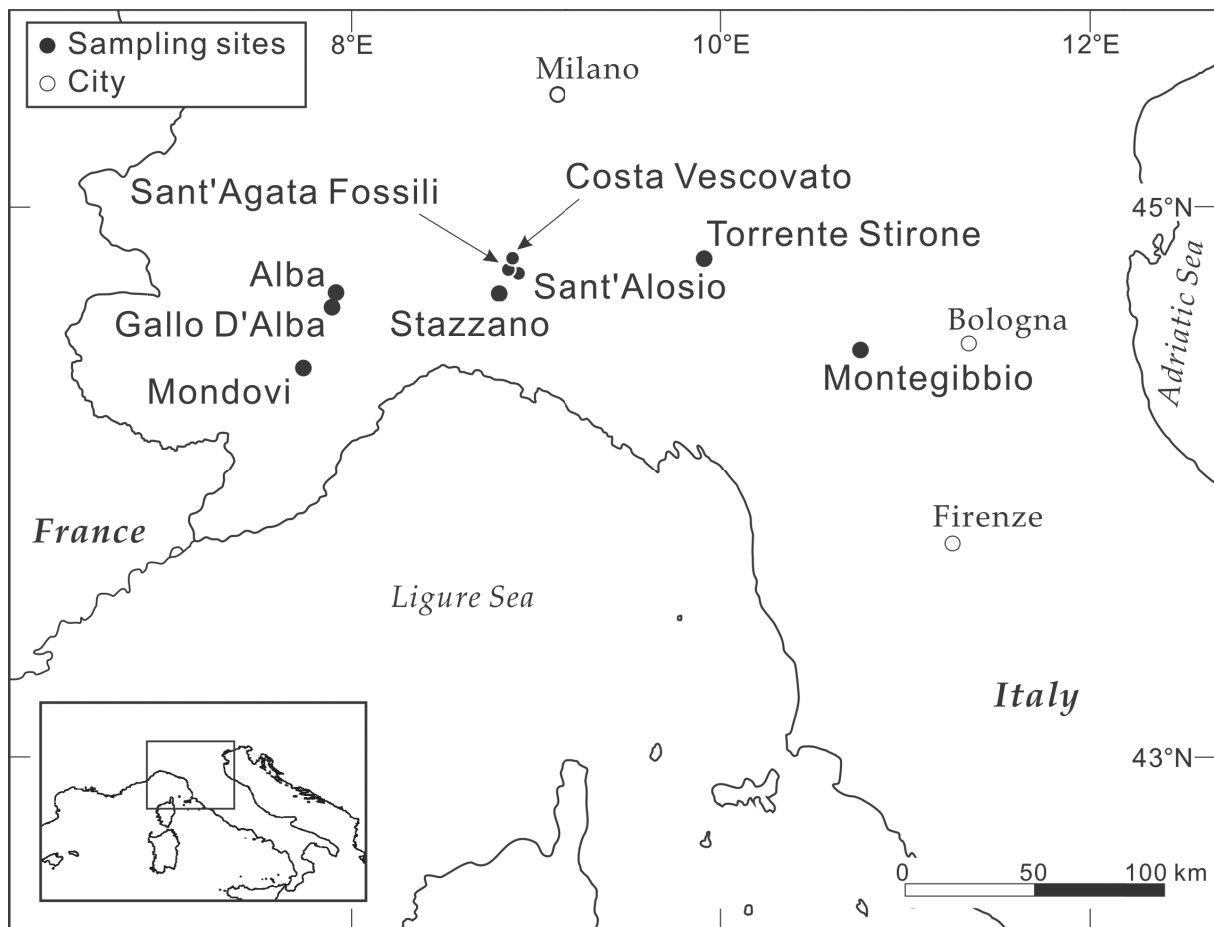 Sampling sites
City
8°E
10°E
12°E
Milano
Sant'Agata Fossili
Costa Vescovato
45°N
Torrente Stirone
Alba
Sant'Alosio
Gallo D'Alba
Stazzano
Bologna
Adriatic Sea
Mondovi
Montegibbio
France
Firenze
Ligure Sea
Italy
43°N
0 50 100 km